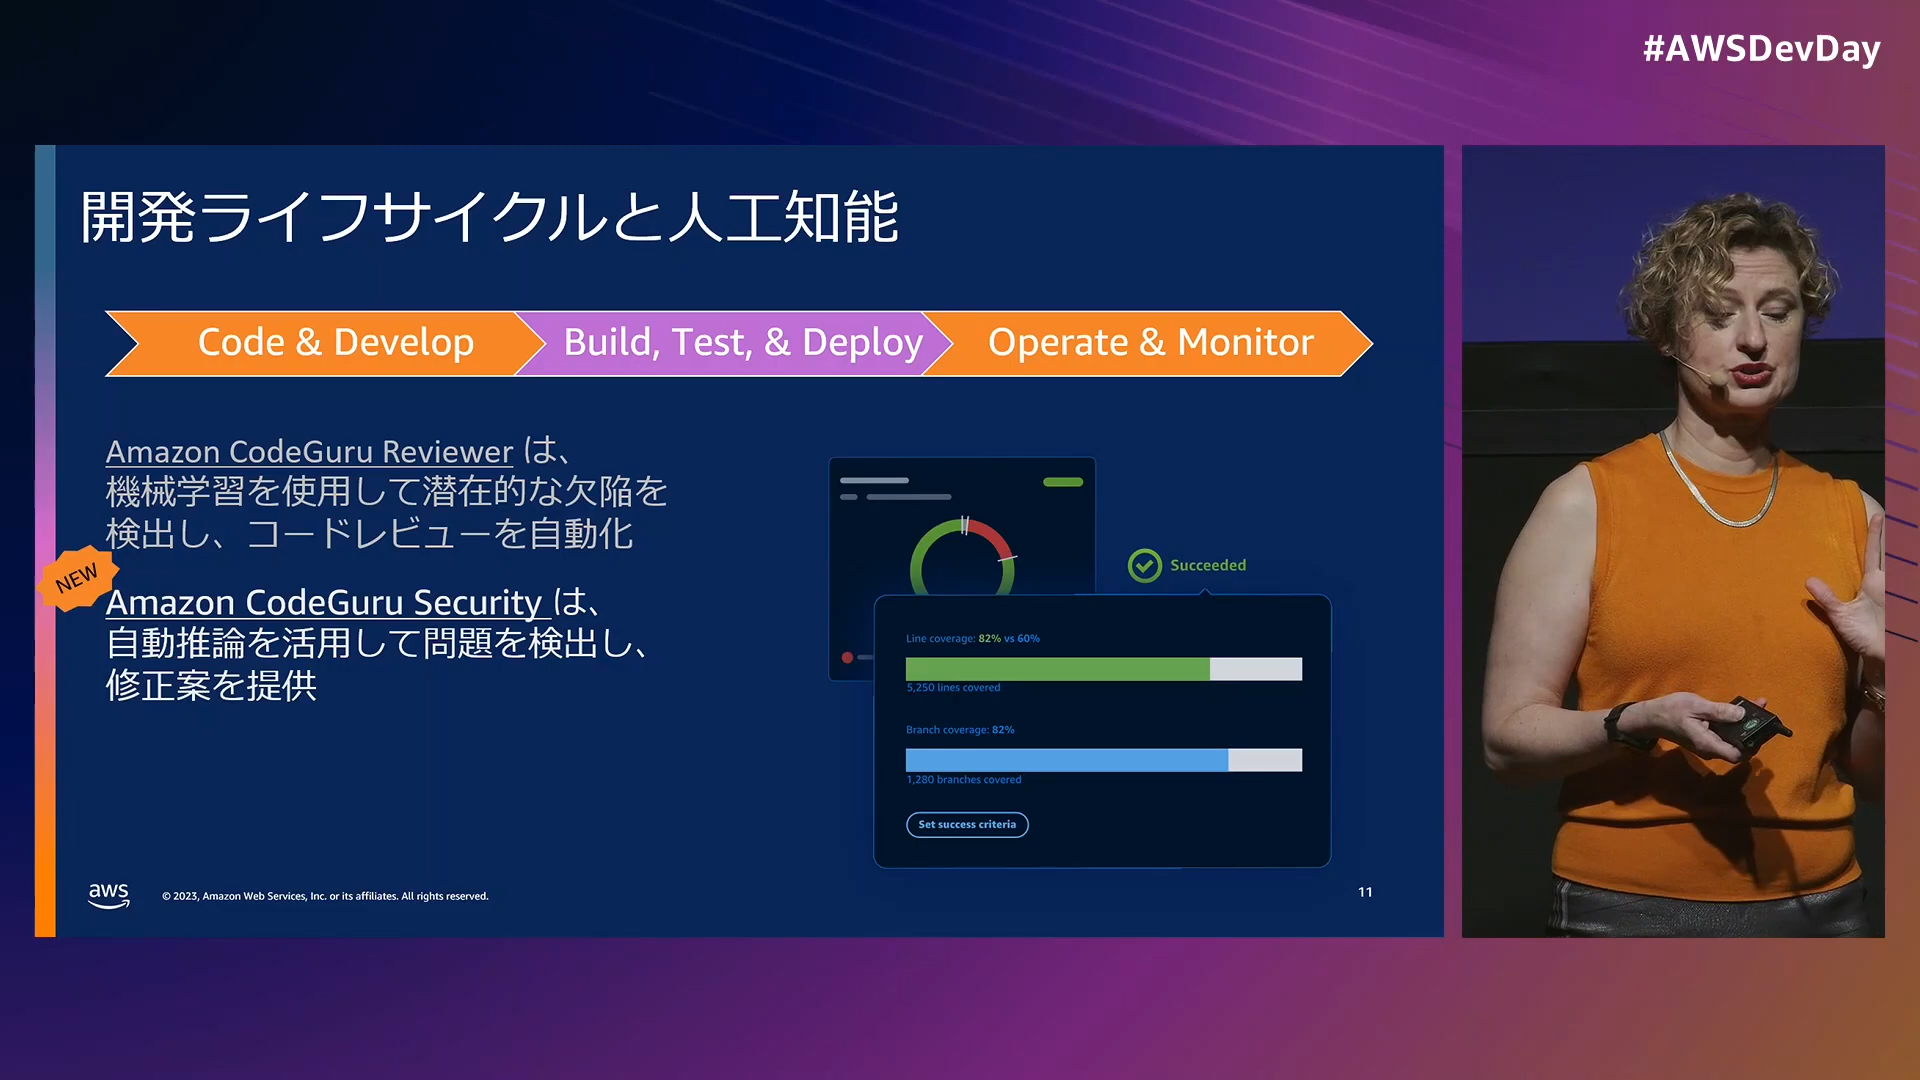 #AWSDevDay
開発ライフサイクルと人工知能
Code & Develop
Build, Test, & Deploy
Operate & Monitor
Amazon CodeGuru Reviewer は、
機械学習を使用して潜在的な欠陥を
検出し、コードレビューを自動化
NEW
Amazon CodeGuru Security は、
自動推論を活用して問題を検出し、
修正案を提供
Succeeded
Line coverage: 82% vs 60%
5,250 lines covered
Branch coverage: 82%
1,280 branches covered
Set success criteria
aws
© 2023, Amazon Web Services, Inc. or its affiliates. All rights reserved.
11